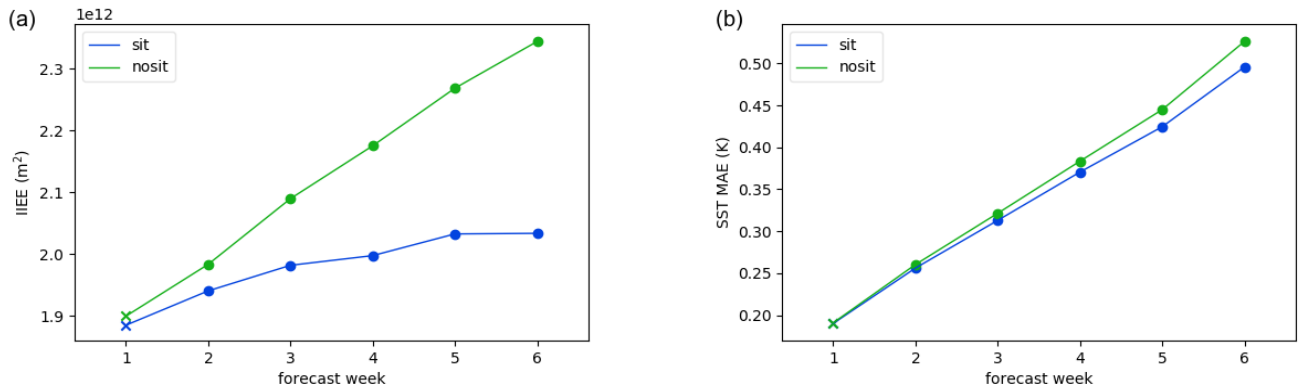 (a)
1e12
sit
nosit
2.3
2.2
2.1
2.0
1.9
IIEE (m²)
1 2 3 4 5 6
forecast week
(b)
sit
nosit
0.50
0.45
0.40
0.35
0.30
0.25
0.20
SST MAE (K)
1 2 3 4 5 6
forecast week